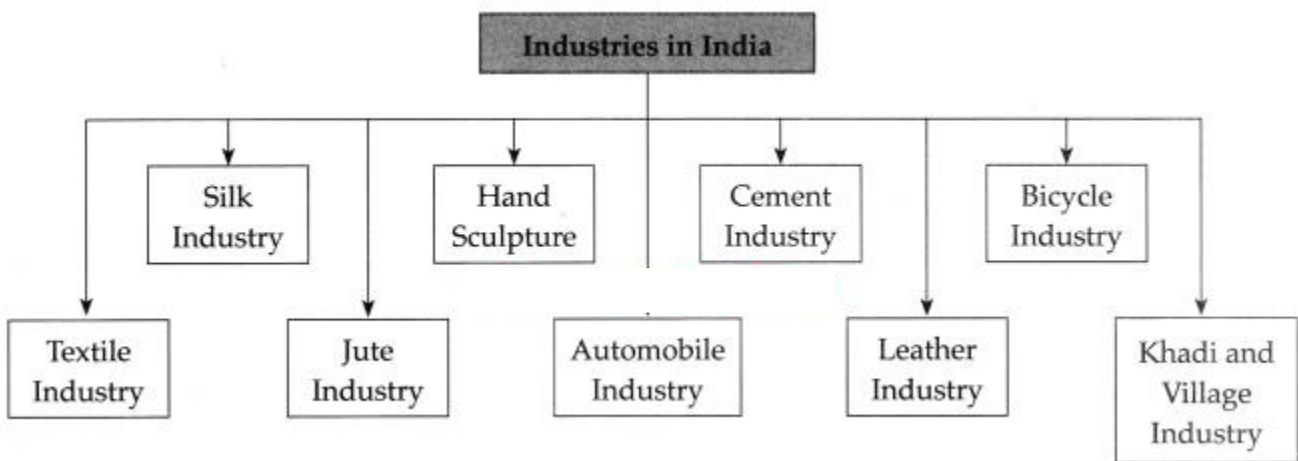 Industries in India
Silk
Industry
Hand
Sculpture
Cement
Industry
Bicycle
Industry
Textile
Industry
Jute
Industry
Automobile
Industry
Leather
Industry
Khadi and
Village
Industry